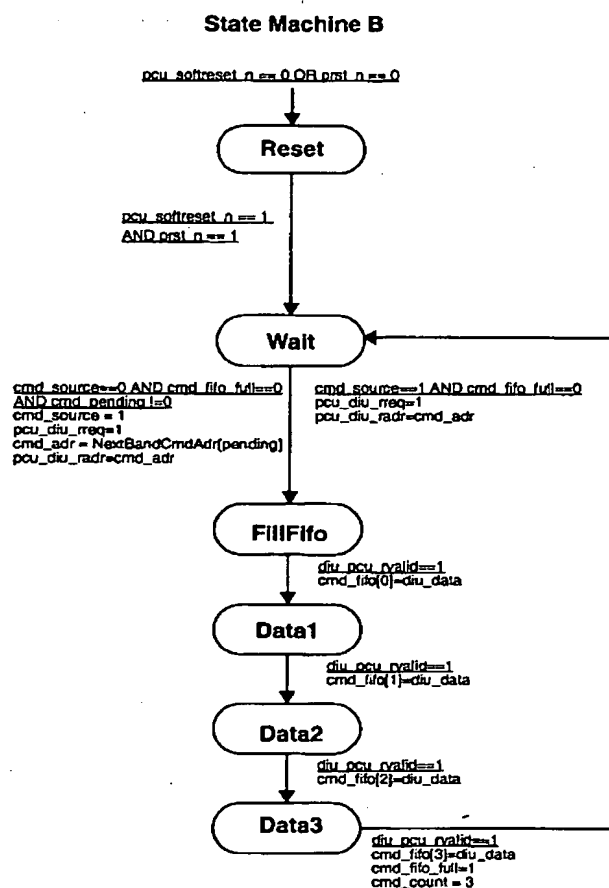 State Machine B
pcu_softreset_n == 0 OR prst_n == 0
Reset
pcu_softreset_n == 1
AND prst_n == 1
Wait
cmd_source==0 AND cmd_fifo_full==0
AND cmd_pending !=0
cmd_source = 1
pcu_diu_rreq=1
cmd_adr = NextBandCmdAdr[pending]
pcu_diu_radr=cmd_adr
cmd_source==1 AND cmd_fifo_full==0
pcu_diu_rreq=1
pcu_diu_radr=cmd_adr
FillFifo
diu_pcu_rvalid==1
cmd_fifo[0]=diu_data
Data1
diu_pcu_rvalid==1
cmd_fifo[1]=diu_data
Data2
diu_pcu_rvalid==1
cmd_fifo[2]=diu_data
Data3
diu_pcu_rvalid==1
cmd_fifo[3]=diu_data
cmd_fifo_full=1
cmd_count = 3